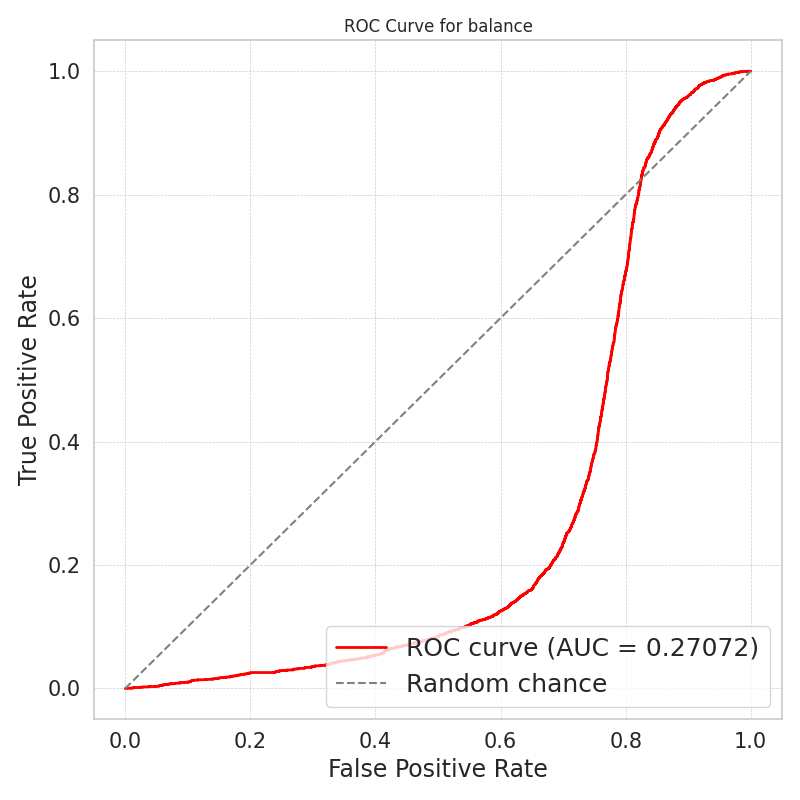 ROC Curve for balance
1.0
0.8
0.6
0.4
0.2
0.0
True Positive Rate
ROC curve (AUC = 0.27072)
Random chance
0.0 0.2 0.4 0.6 0.8 1.0
False Positive Rate